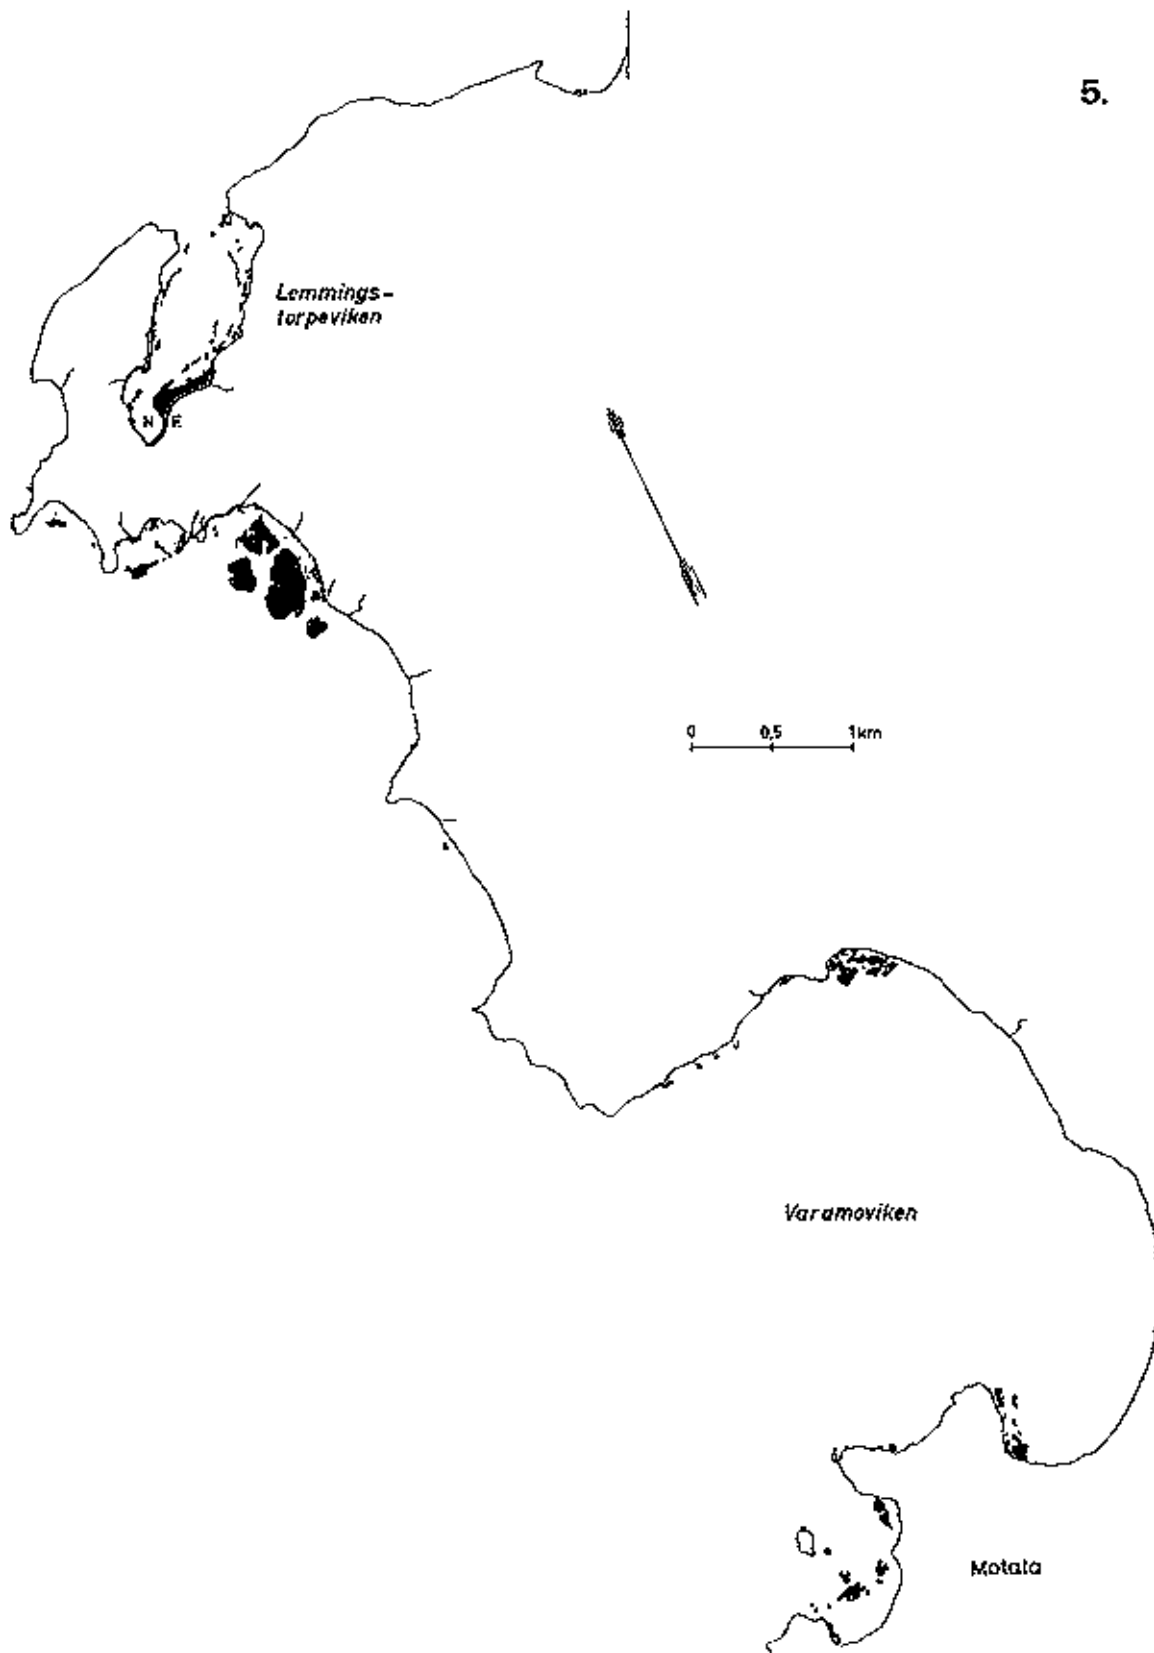 5.
Lemmings-
torpeviken
N E
0 0,5 1km
Varamoviken
Motala